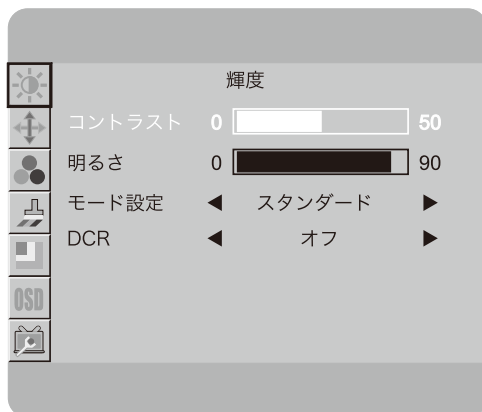 輝度
コントラスト 0 50
明るさ 0 90
モード設定 ◀ スタンダード ▶
DCR ◀ オフ ▶
OSD